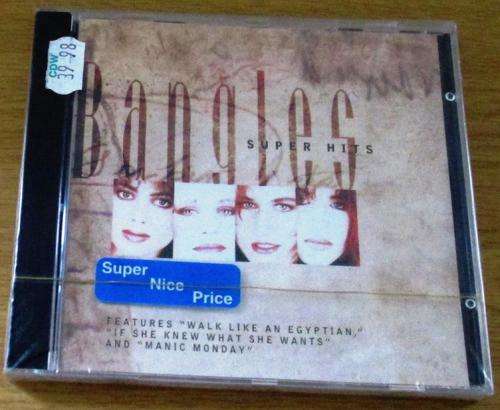 CDW
39-98
Bangles
SUPER HITS
Super
Nice
Price
FEATURES "WALK LIKE AN EGYPTIAN,"
"IF SHE KNEW WHAT SHE WANTS"
AND "MANIC MONDAY"